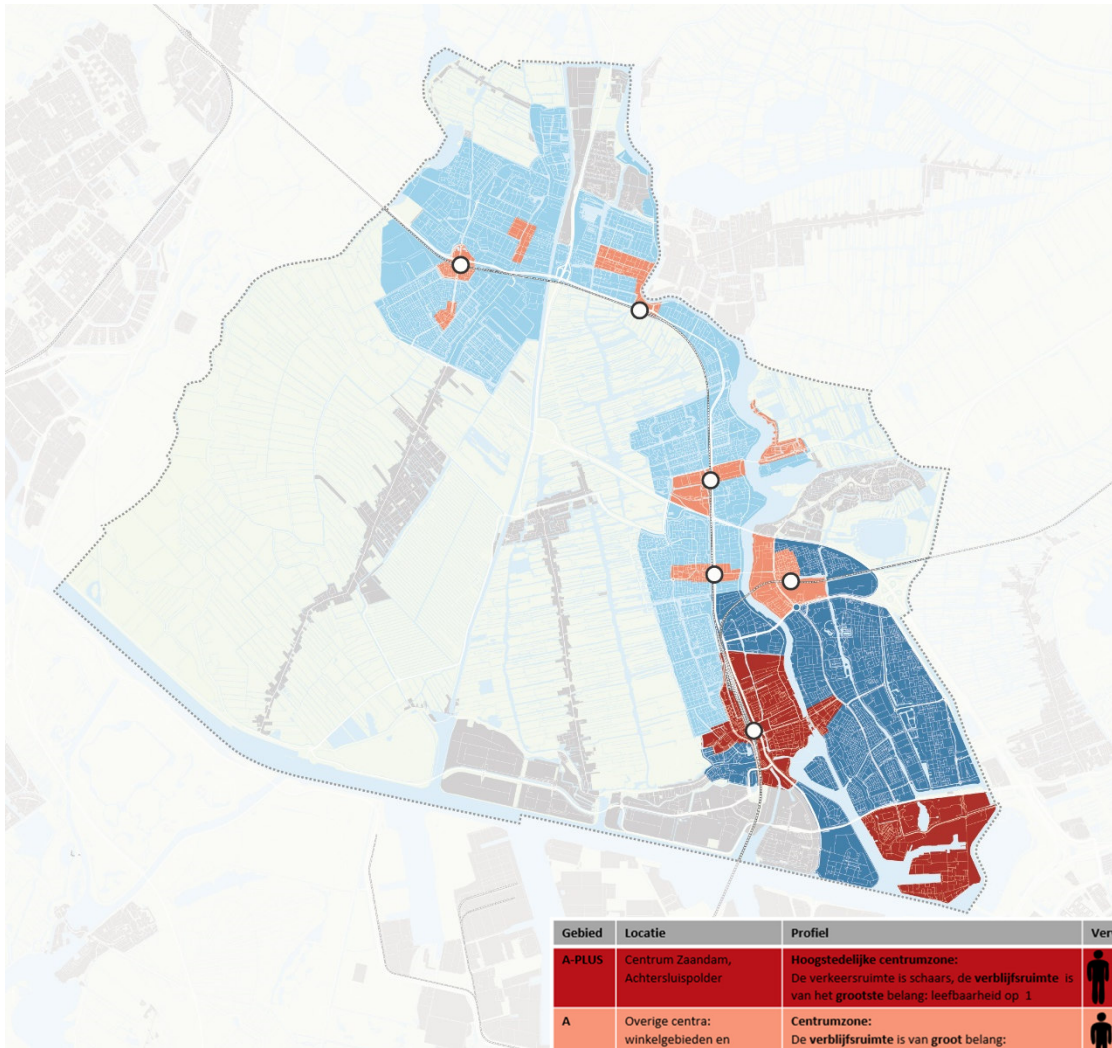 Gebied Locatie Profiel
A-PLUS Centrum Zaandam, Hoogstedelijke centrumzone:
Achtersluispolder De verkeersruimte is schaars, de verblijfsruimte is
van het grootste belang: leefbaarheid op 1
A Overige centra: Centrumzone:
winkelgebieden en De verblijfsruimte is van groot belang: